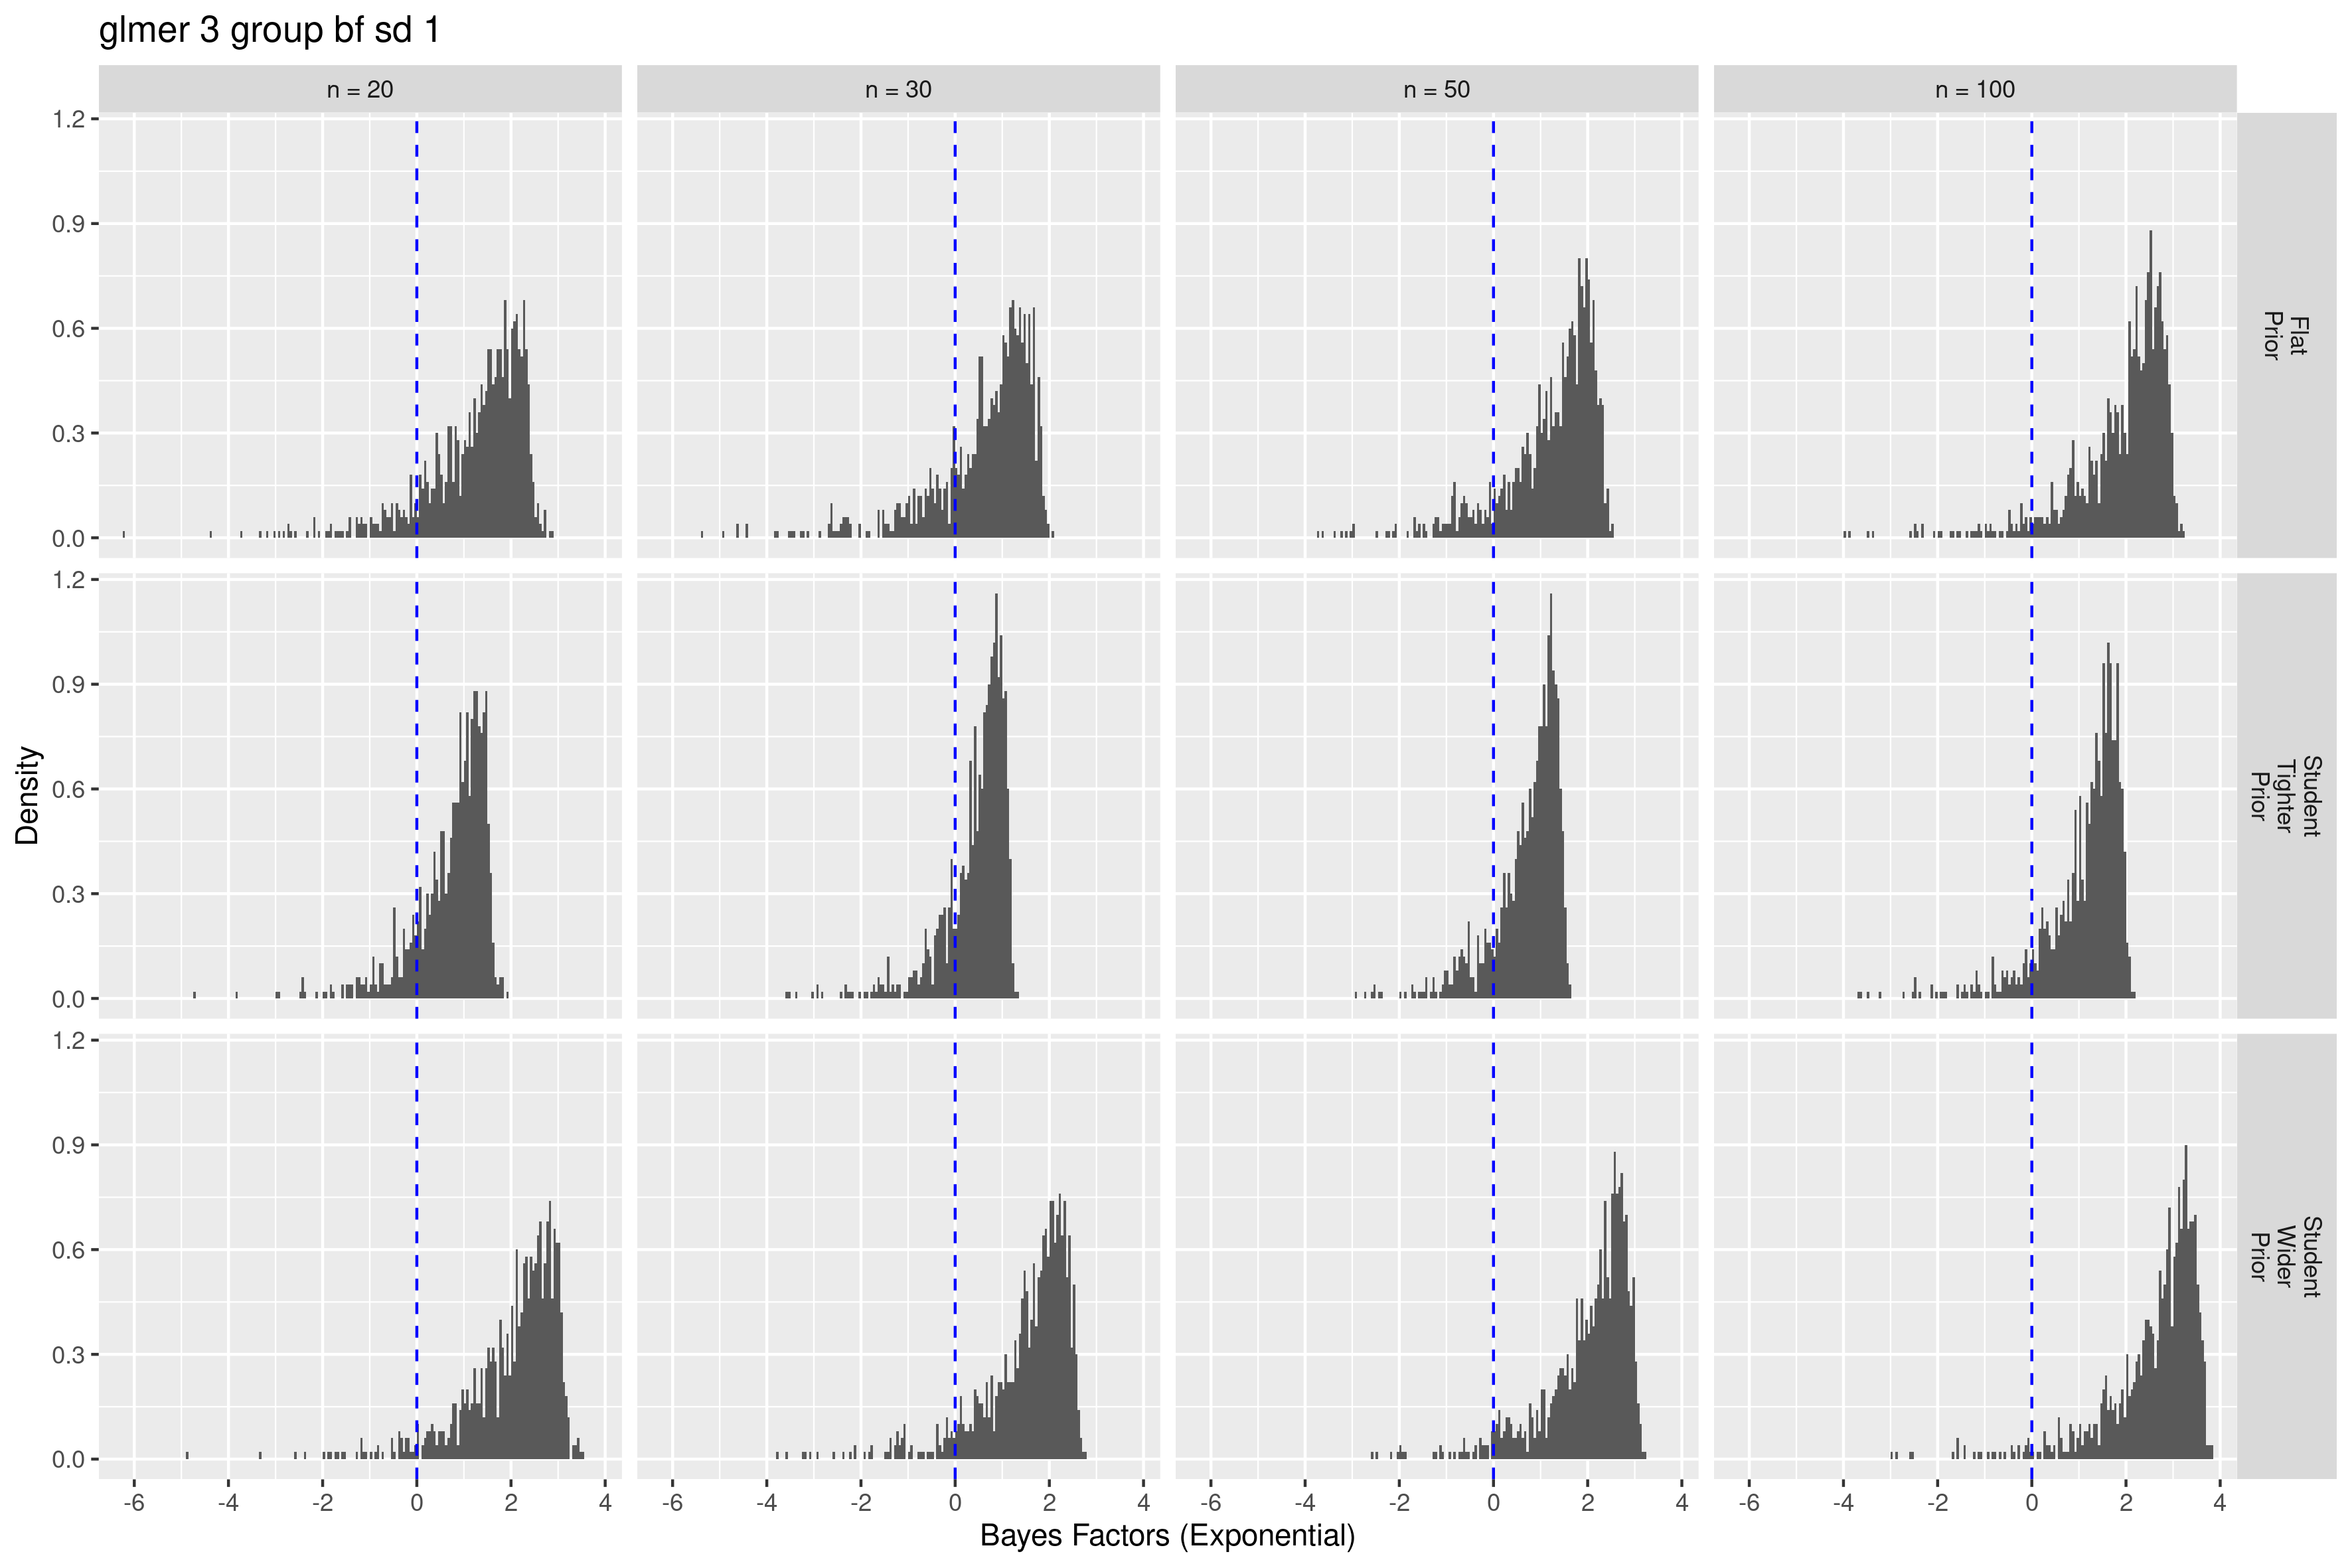 glmer 3 group bf sd 1
n = 20
n = 30
n = 50
n = 100
1.2
0.9
0.6
0.3
0.0
Flat
Prior
1.2
0.9
0.6
0.3
0.0
Student
Tighter
Prior
1.2
0.9
0.6
0.3
0.0
Student
Wider
Prior
Density
-6 -4 -2 0 2 4
-6 -4 -2 0 2 4
-6 -4 -2 0 2 4
-6 -4 -2 0 2 4
Bayes Factors (Exponential)